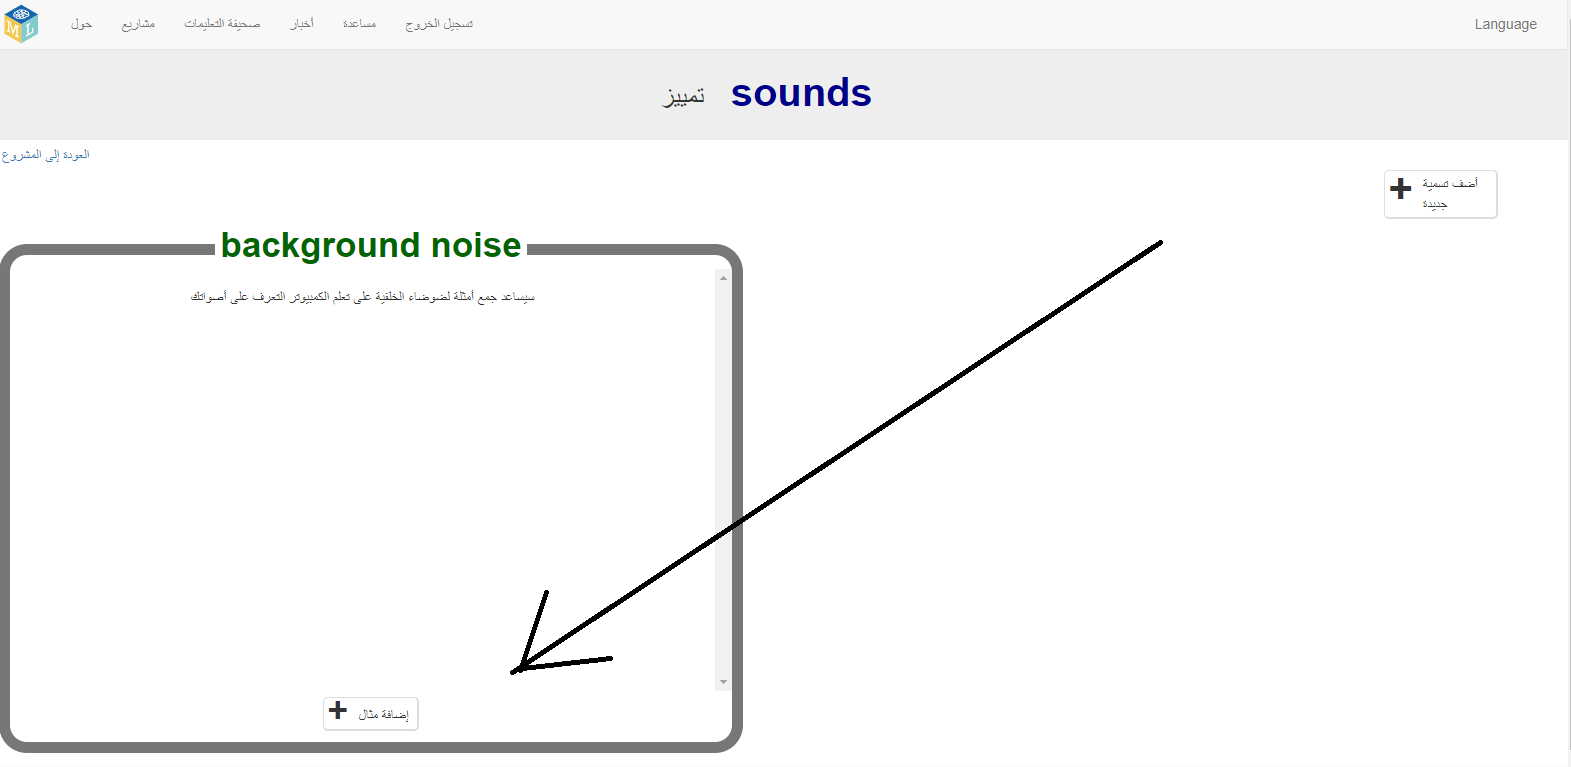 ML
حول
مشاريع
صحيفة التعليمات
أخبار
مساعدة
تسجيل الخروج
Language
تمييز sounds
العودة إلى المشروع
أضف تسمية
جديدة
background noise
سيساعد جمع أمثلة لضوضاء الخلفية على تعلم الكمبيوتر التعرف على أصواتك
إضافة مثال